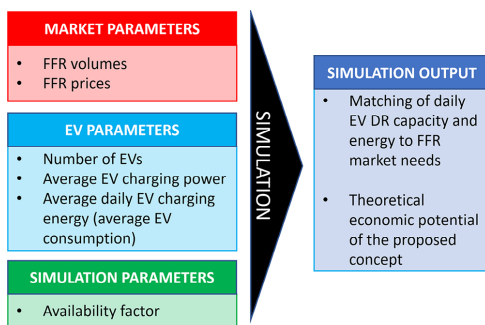 MARKET PARAMETERS
• FFR volumes
• FFR prices
EV PARAMETERS
• Number of EVs
• Average EV charging power
• Average daily EV charging
energy (average EV
consumption)
SIMULATION PARAMETERS
• Availability factor
SIMULATION
SIMULATION OUTPUT
• Matching of daily
EV DR capacity and
energy to FFR
market needs
• Theoretical
economic potential
of the proposed
concept